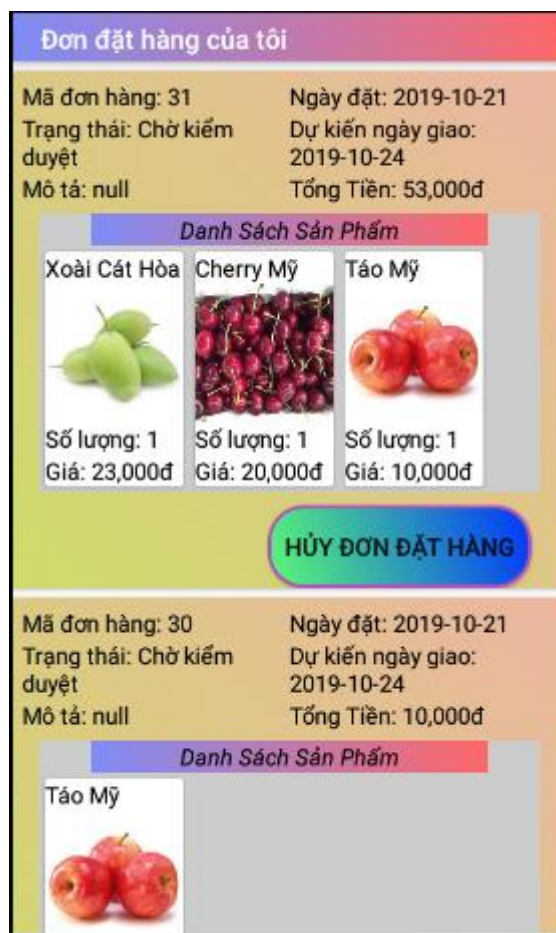 Đơn đặt hàng của tôi
Mã đơn hàng: 31
Ngày đặt: 2019-10-21
Trạng thái: Chờ kiểm
duyệt
Dự kiến ngày giao:
2019-10-24
Mô tả: null
Tổng Tiền: 53,000đ
Danh Sách Sản Phẩm
Xoài Cát Hòa
Số lượng: 1
Giá: 23,000đ
Cherry Mỹ
Số lượng: 1
Giá: 20,000đ
Táo Mỹ
Số lượng: 1
Giá: 10,000đ
HỦY ĐƠN ĐẶT HÀNG
Mã đơn hàng: 30
Ngày đặt: 2019-10-21
Trạng thái: Chờ kiểm
duyệt
Dự kiến ngày giao:
2019-10-24
Mô tả: null
Tổng Tiền: 10,000đ
Danh Sách Sản Phẩm
Táo Mỹ